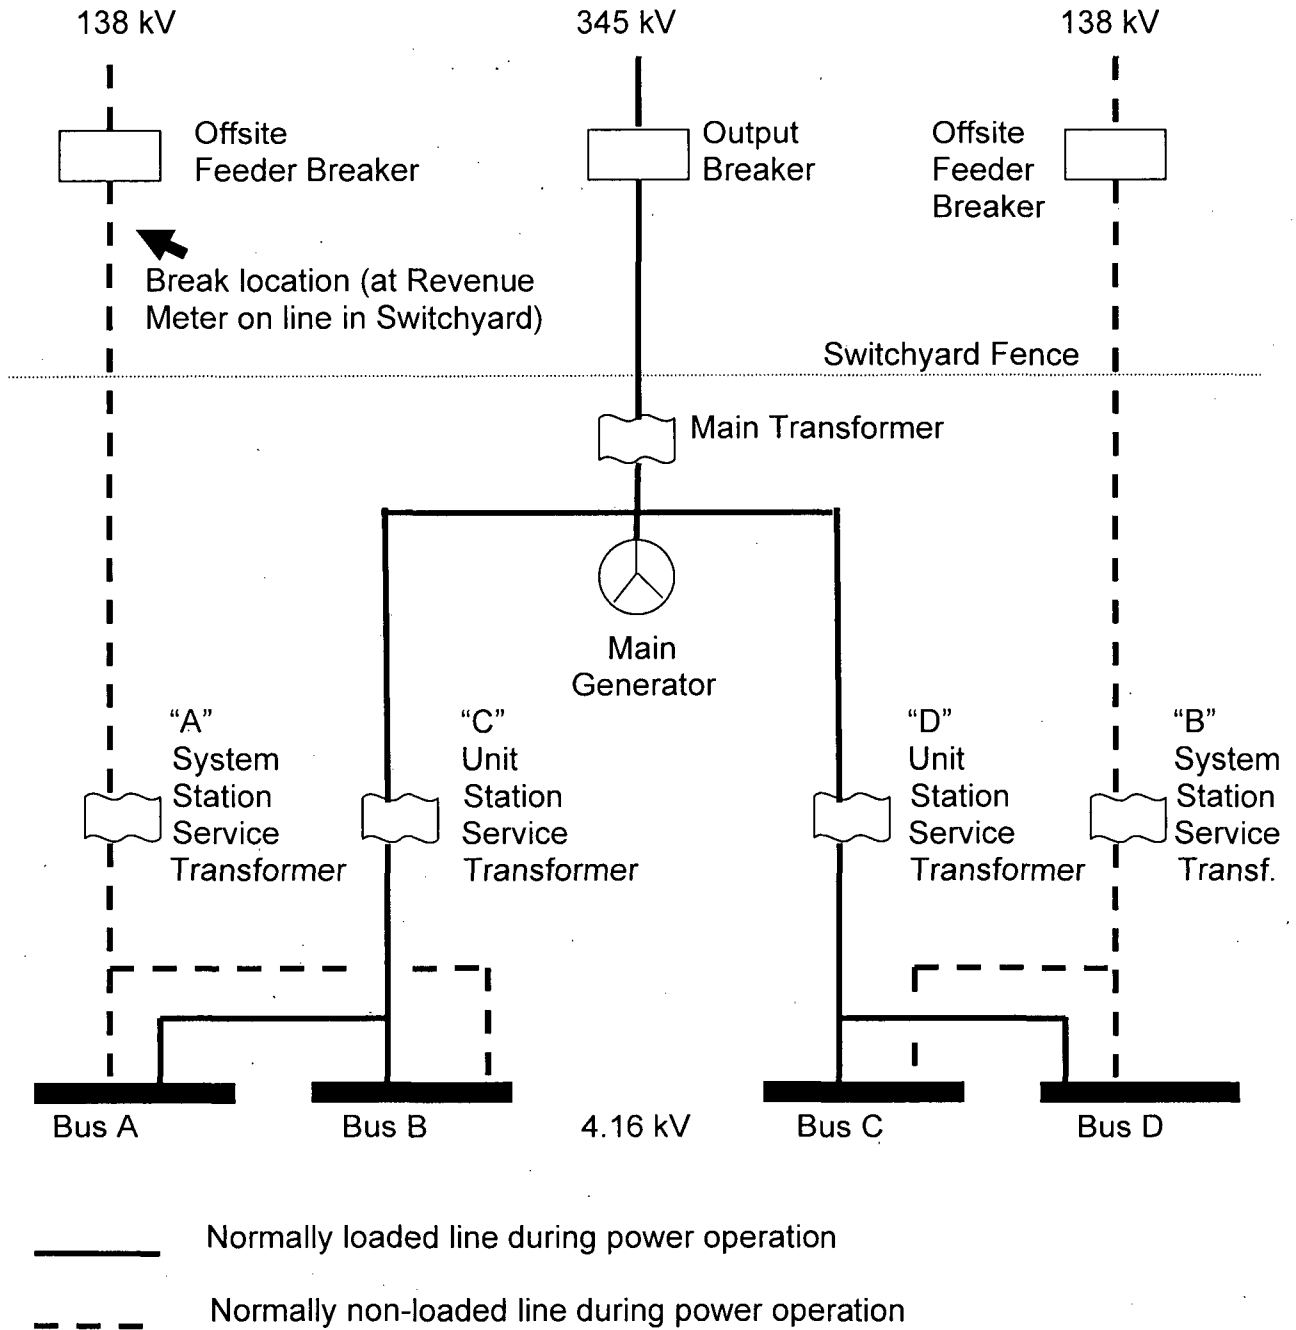 138 kV
345 kV
138 kV
Offsite
Feeder Breaker
Output
Breaker
Offsite
Feeder
Breaker
Break location (at Revenue
Meter on line in Switchyard)
Switchyard Fence
Main Transformer
Main
Generator
“A”
System
Station
Service
Transformer
“C”
Unit
Station
Service
Transformer
“D”
Unit
Station
Service
Transformer
“B”
System
Station
Service
Transf.
Bus A
Bus B
4.16 kV
Bus C
Bus D
Normally loaded line during power operation
Normally non-loaded line during power operation